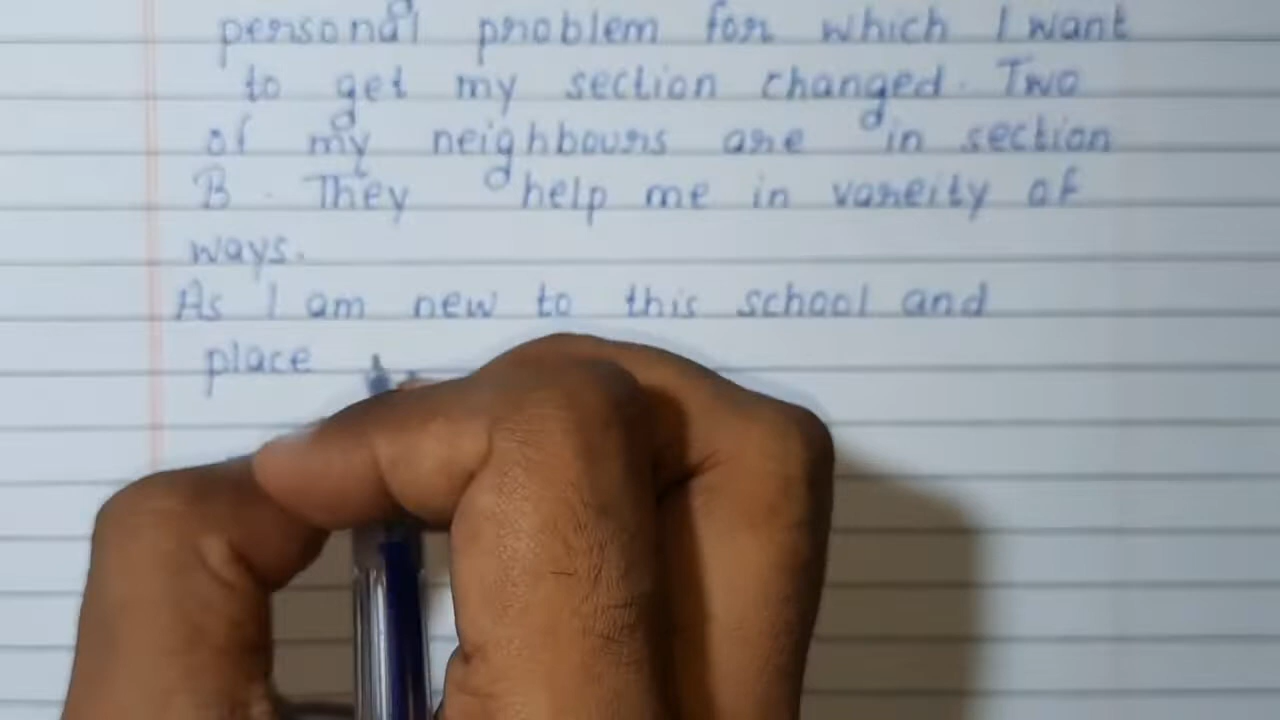 personal problem for which I want
to get my section changed. Two
of my neighbours are in section
B. They help me in vareity of
ways.
As I am new to this school and
place